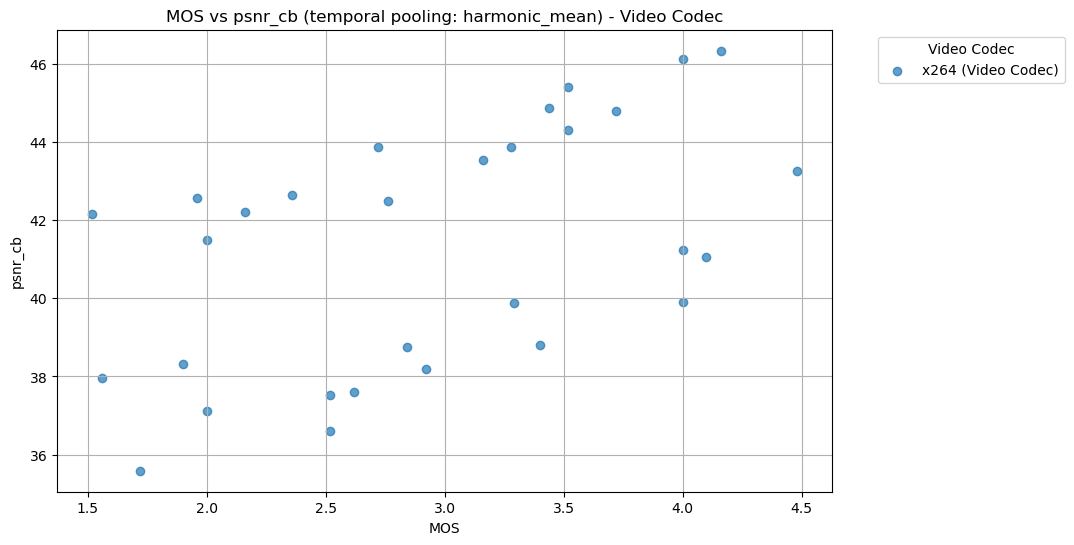 MOS vs psnr_cb (temporal pooling: harmonic_mean) - Video Codec
Video Codec
x264 (Video Codec)
psnr_cb
46
44
42
40
38
36
1.5 2.0 2.5 3.0 3.5 4.0 4.5
MOS